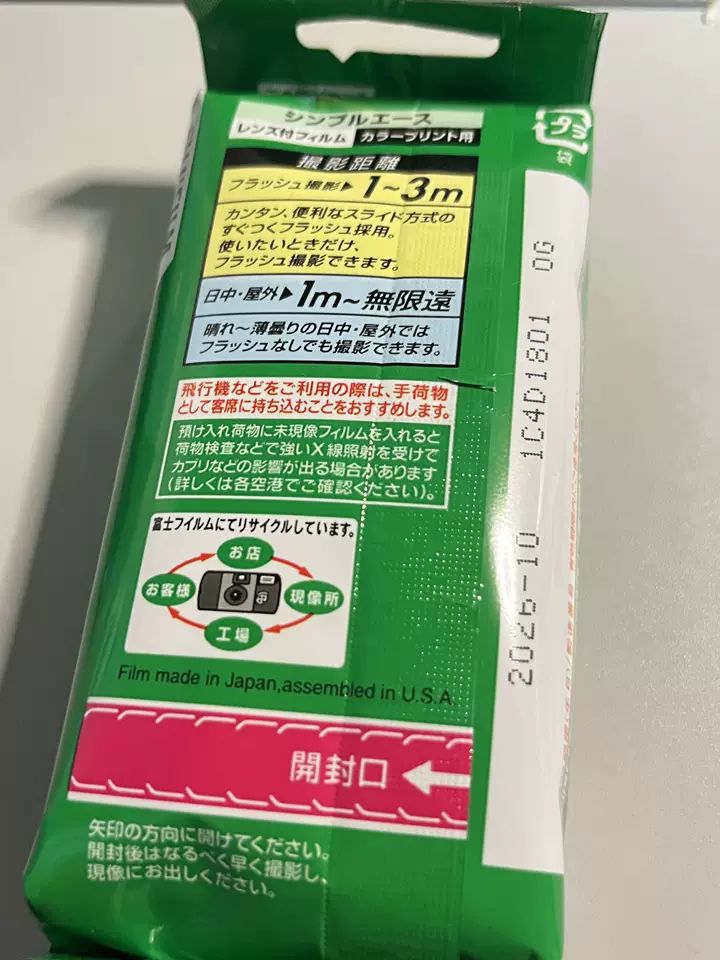 シンプルエース
レンズ付フィルム カラープリント用
撮影距離
フラッシュ撮影▶1~3m
カンタン、便利なスライド方式の
すぐつくフラッシュ採用。
使いたいときだけ、
フラッシュ撮影できます。
日中・屋外▶1m~無限遠
晴れ~薄曇りの日中・屋外では
フラッシュなしでも撮影できます。
飛行機などをご利用の際は、手荷物
として客席に持ち込むことをおすすめします。
預け入れ荷物に未現像フィルムを入れると
荷物検査などで強いX線照射を受けて
カブリなどの影響が出る場合があります
(詳しくは各空港でご確認ください)。
富士フイルムにてリサイクルしています。
お店
お客様
現像所
工場
Film made in Japan,assembled in U.S.A.
開封口
矢印の方向に開けてください。
開封後はなるべく早く撮影し、
現像にお出しください。
プラ
2026-10 1C4D1801 0G